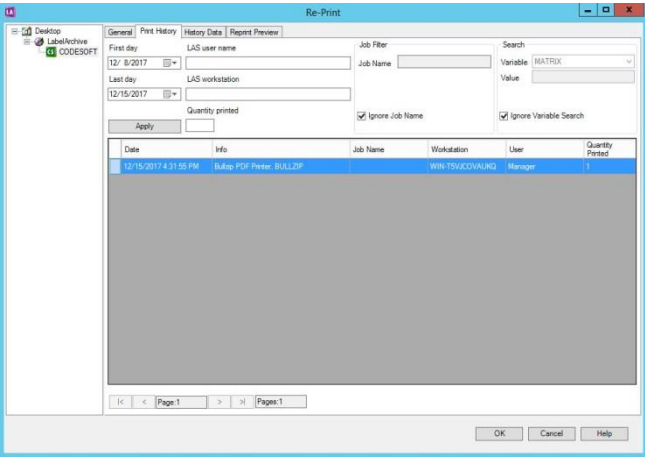 Re-Print
Desktop
LabelArchive
CODESOFT
General Print History History Data Reprint Preview
First day LAS user name Job Filter Search
12/ 8/2017 Job Name Variable MATRIX
Last day LAS workstation Value
12/15/2017
Quantity printed
Apply Ignore Job Name Ignore Variable Search
Date Info Job Name Workstation User Quantity Printed
12/15/2017 4:31:55 PM PDF Printer, BULLZIP Manager 1
|< < Page:1 > >| Pages:1
OK Cancel Help